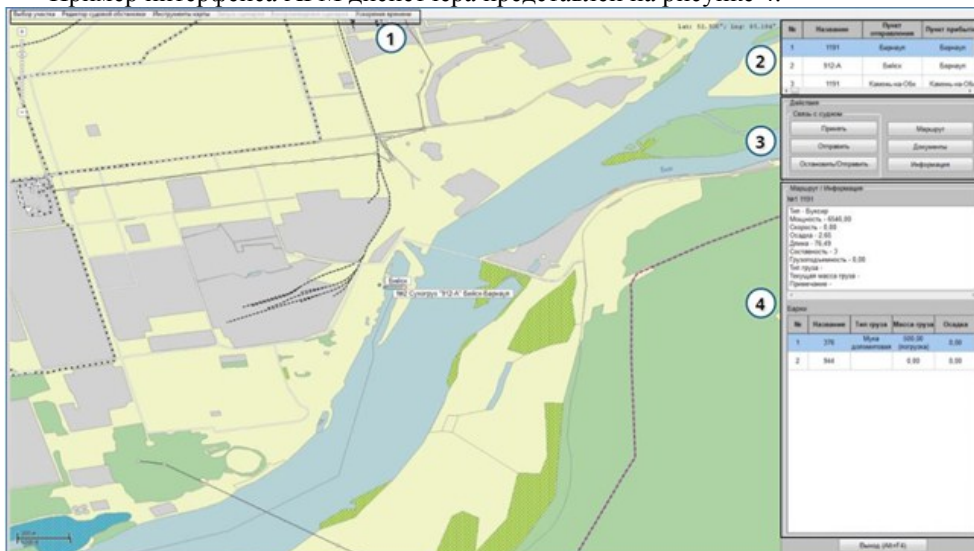 Пример интерфейса АРМ диспетчера представлен на рисунке 4.
Выбор участка Редактор судовой обстановки Инструменты карты Ускорение времени
1
2
3
4
№ Название Пункт отправления Пункт прибытия
1 1191 Барнаул Барнаул
2 912-А Бийск Барнаул
3 1191 Камень-на-Оби Камень-на-Оби
Действия
Связь с судном
Принять Маршрут
Отправить Документы
Остановить/Отправить Информация
Маршрут / Информация
№1 1191
Тип - Буксир
Мощность -
Скорость - 0,00
Осадка - 2.65
Длина - 76,49
Составность - 3
Грузоподъемность - 0,00
Тип груза -
Текущая масса груза -
Примечание -
Баржи
№ Название Тип груза Масса груза Осадка
1 376 Мука доломитовая 500,00 (погрузка) 0,00
2 944 0,00 0,00
Бийск
№2 Сухогруз "912-А" Бийск-Барнаул
Выход (Alt+F4)